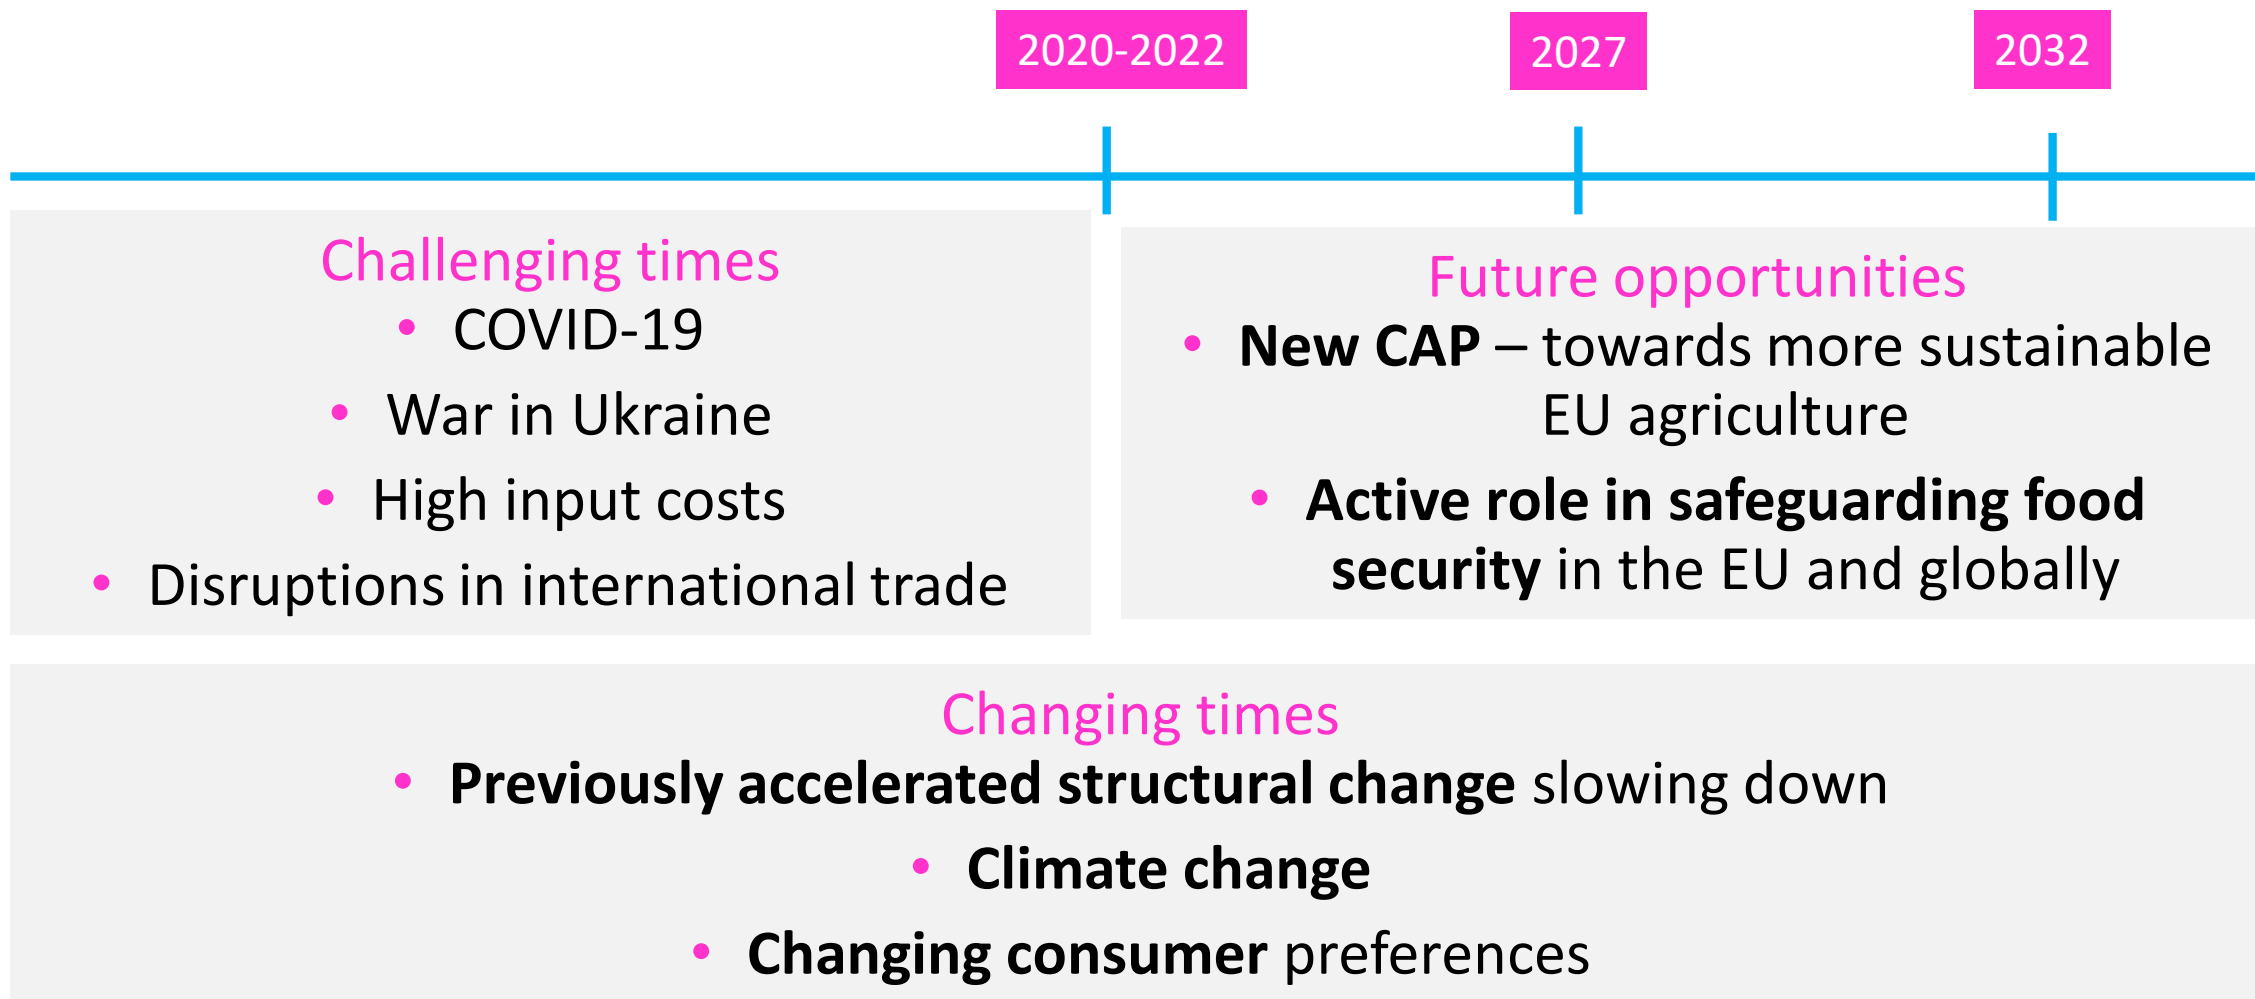 2020-2022
2027
2032
Challenging times
• COVID-19
• War in Ukraine
• High input costs
• Disruptions in international trade
Future opportunities
• New CAP – towards more sustainable
EU agriculture
• Active role in safeguarding food
security in the EU and globally
Changing times
• Previously accelerated structural change slowing down
• Climate change
• Changing consumer preferences